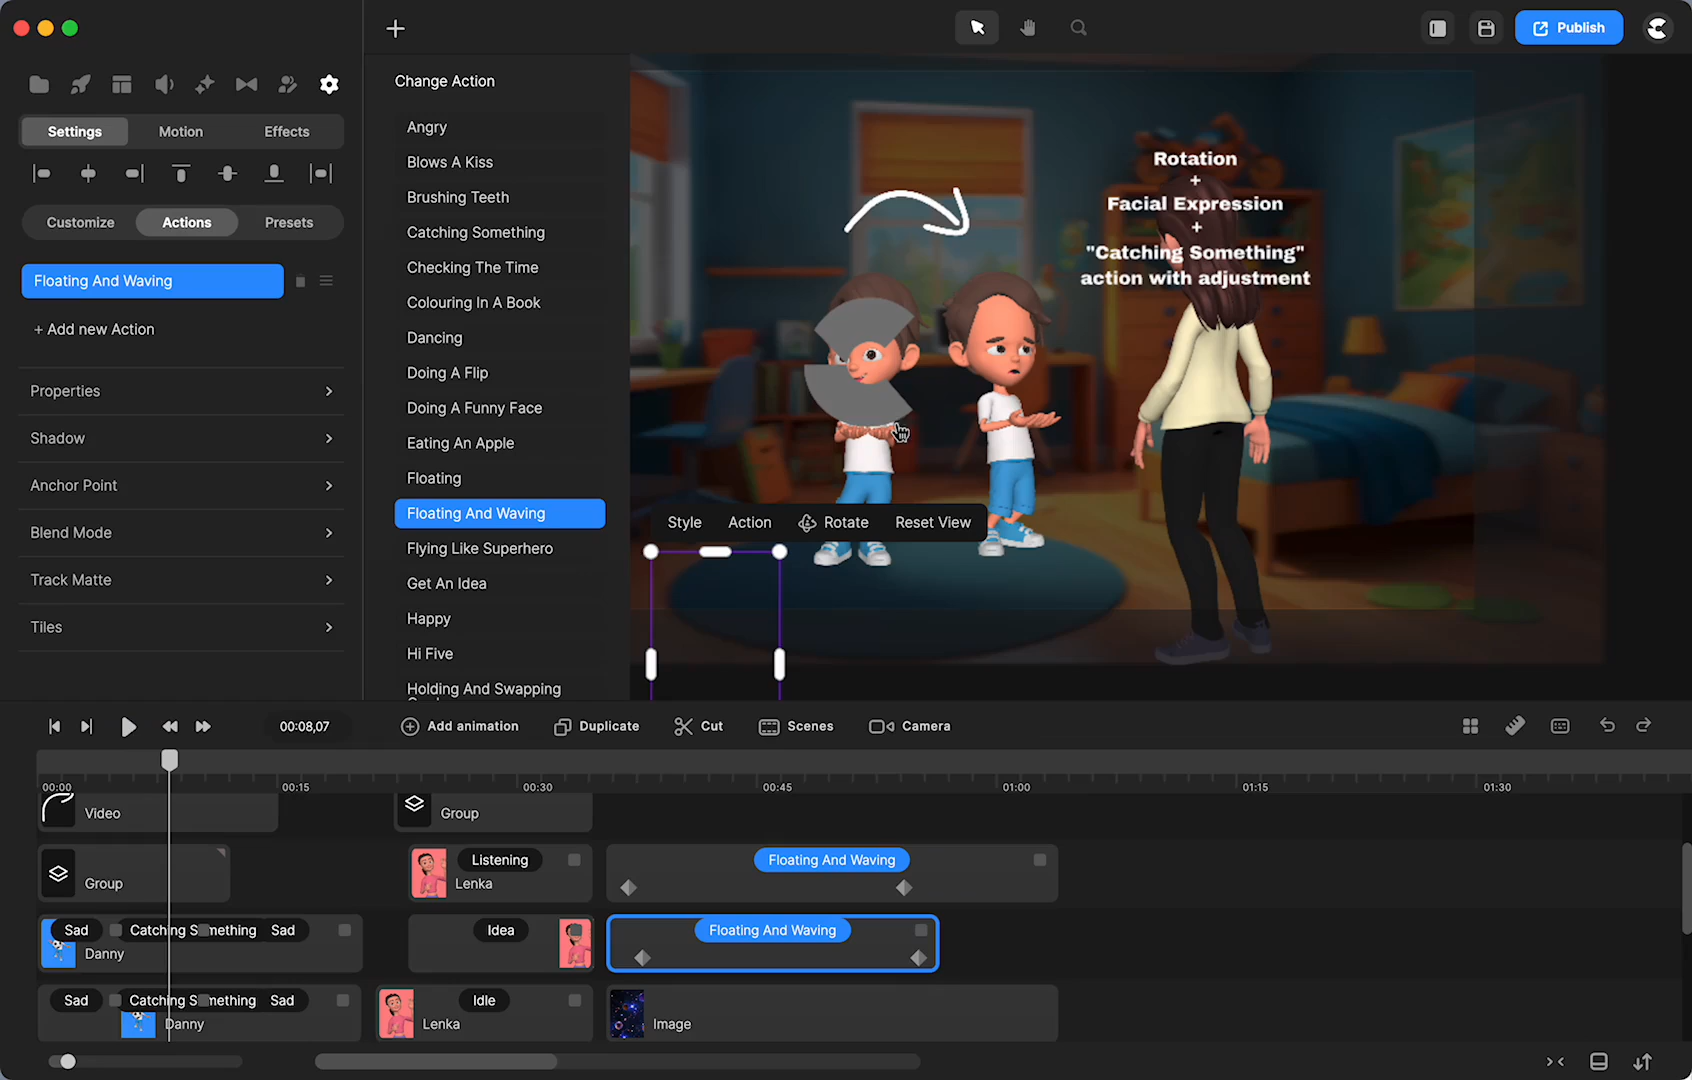 Publish
Settings
Motion
Effects
Customize
Actions
Presets
Floating And Waving
+ Add new Action
Properties
Shadow
Anchor Point
Blend Mode
Track Matte
Tiles
Change Action
Angry
Blows A Kiss
Brushing Teeth
Catching Something
Checking The Time
Colouring In A Book
Dancing
Doing A Flip
Doing A Funny Face
Eating An Apple
Floating
Floating And Waving
Flying Like Superhero
Get An Idea
Happy
Hi Five
Holding And Swapping
Rotation
+
Facial Expression
+
"Catching Something"
action with adjustment
Style
Action
Rotate
Reset View
00:08,07
Add animation
Duplicate
Cut
Scenes
Camera
00:00
00:15
00:30
00:45
01:00
01:15
01:30
Video
Group
Group
Listening
Lenka
Floating And Waving
Sad
Catching Something
Sad
Danny
Idea
Floating And Waving
Sad
Catching Something
Sad
Danny
Idle
Lenka
Image